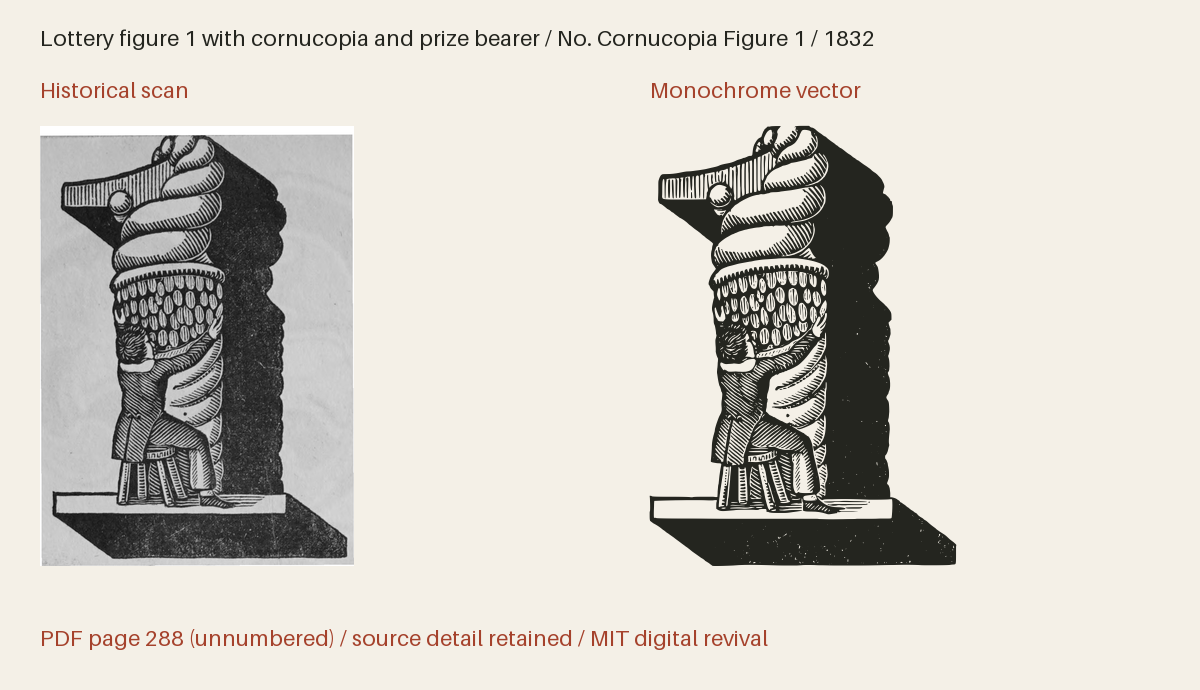 Lottery figure 1 with cornucopia and prize bearer / No. Cornucopia Figure 1 / 1832
Historical scan
Monochrome vector
PDF page 288 (unnumbered) / source detail retained / MIT digital revival